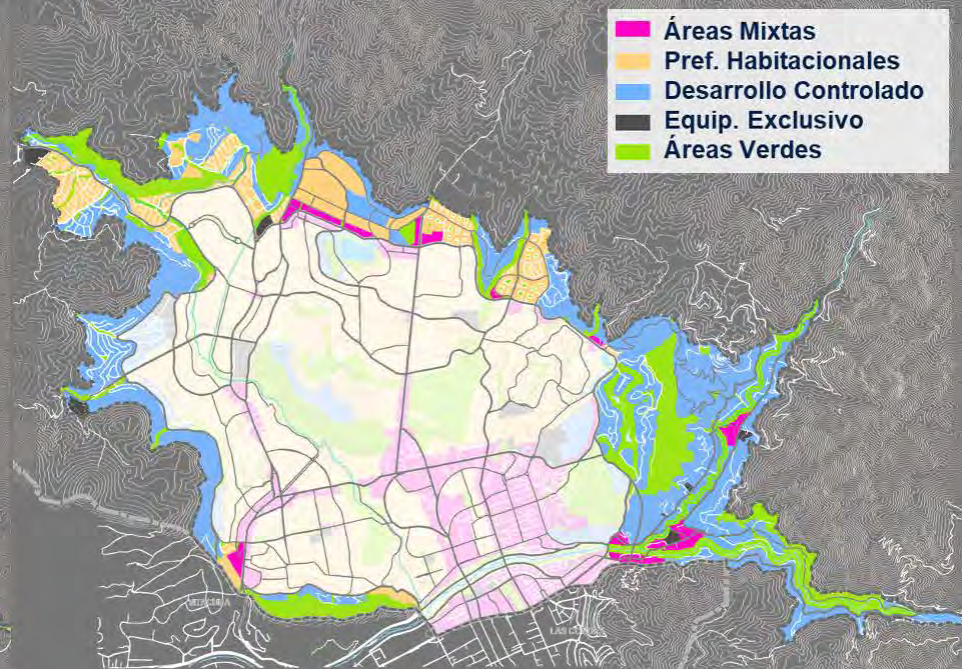 Áreas Mixtas
Pref. Habitacionales
Desarrollo Controlado
Equip. Exclusivo
Áreas Verdes